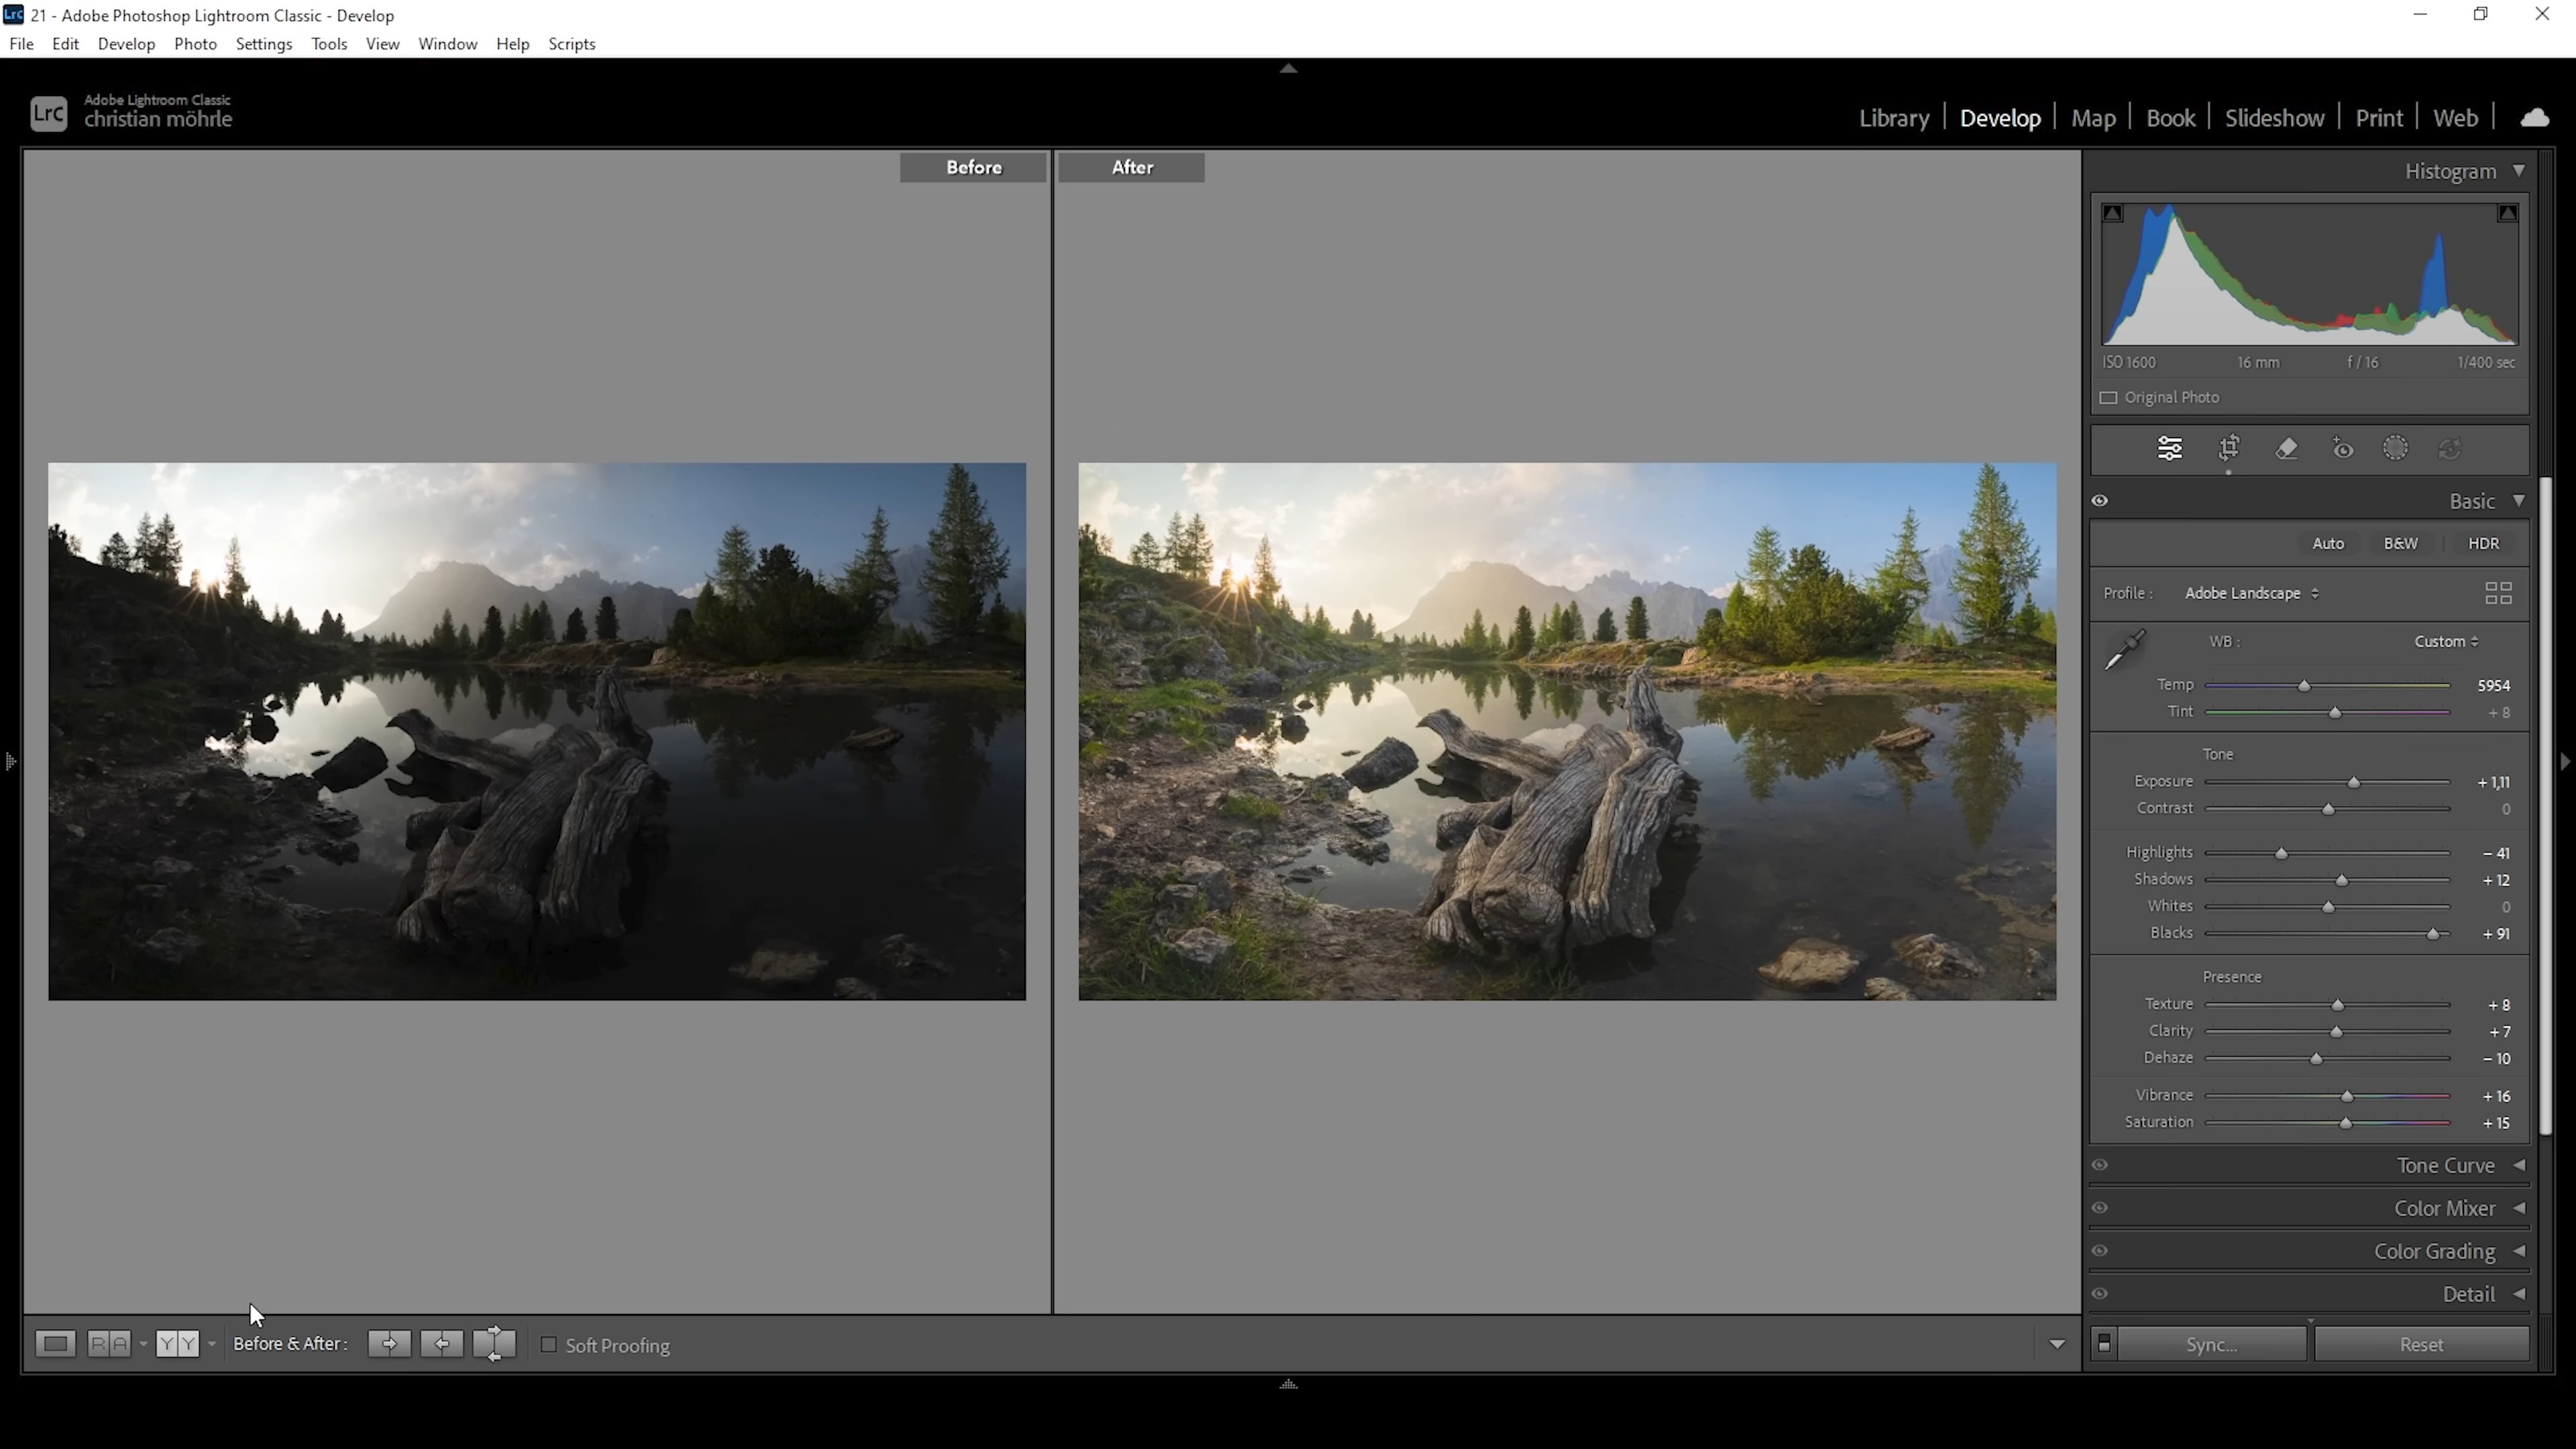 Lrc 21 - Adobe Photoshop Lightroom Classic - Develop
File Edit Develop Photo Settings Tools View Window Help Scripts
Lrc Adobe Lightroom Classic
christian möhrle
Library | Develop | Map | Book | Slideshow | Print | Web |
Before After
Histogram
ISO 1600 16 mm f / 16 1/400 sec
Original Photo
Basic
Auto B&W HDR
Profile : Adobe Landscape
WB : Custom
Temp 5954
Tint + 8
Tone
Exposure + 1,11
Contrast 0
Highlights - 41
Shadows + 12
Whites 0
Blacks + 91
Presence
Texture + 8
Clarity + 7
Dehaze - 10
Vibrance + 16
Saturation + 15
Tone Curve
Color Mixer
Color Grading
Detail
R A Y Y Before & After : Soft Proofing
Sync... Reset